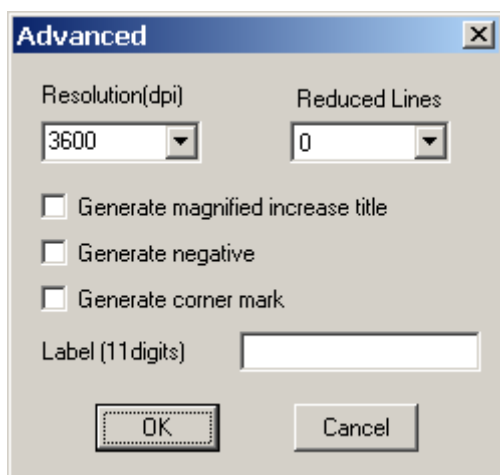 Advanced
Resolution(dpi) Reduced Lines
3600 0
Generate magnified increase title
Generate negative
Generate corner mark
Label (11digits)
OK Cancel